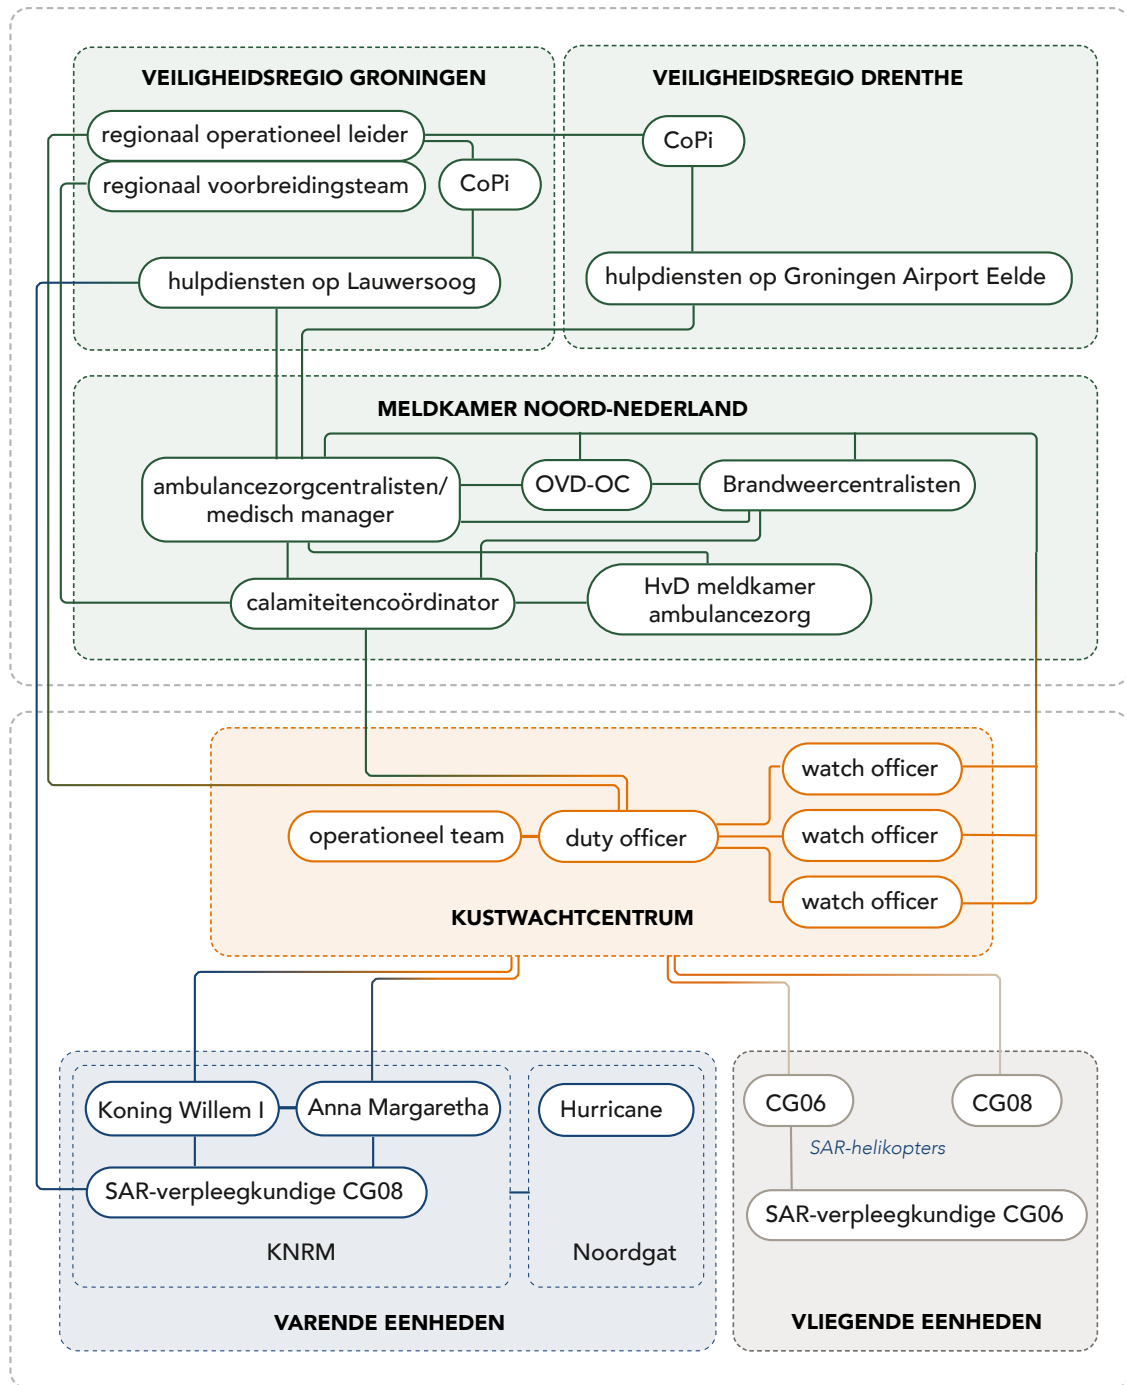 VEILIGHEIDSREGIO GRONINGEN
regionaal operationeel leider
regionaal voorbreidingsteam
CoPi
hulpdiensten op Lauwersoog
VEILIGHEIDSREGIO DRENTHE
CoPi
hulpdiensten op Groningen Airport Eelde
MELDKAMER NOORD-NEDERLAND
ambulancezorgcentralisten/
medisch manager
OVD-OC
Brandweercentralisten
calamiteitencoördinator
HvD meldkamer
ambulancezorg
watch officer
operationeel team
duty officer
watch officer
watch officer
KUSTWACHTCENTRUM
Koning Willem I
Anna Margaretha
SAR-verpleegkundige CG08
KNRM
Hurricane
Noordgat
VARENDE EENHEDEN
CG06
CG08
SAR-helikopters
SAR-verpleegkundige CG06
VLIEGENDE EENHEDEN